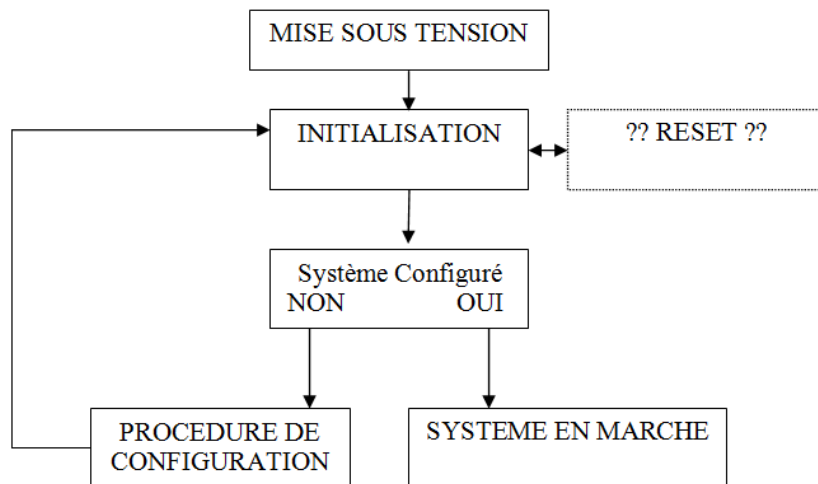 MISE SOUS TENSION
INITIALISATION
?? RESET ??
Système Configuré
NON OUI
PROCEDURE DE
CONFIGURATION
SYSTEME EN MARCHE